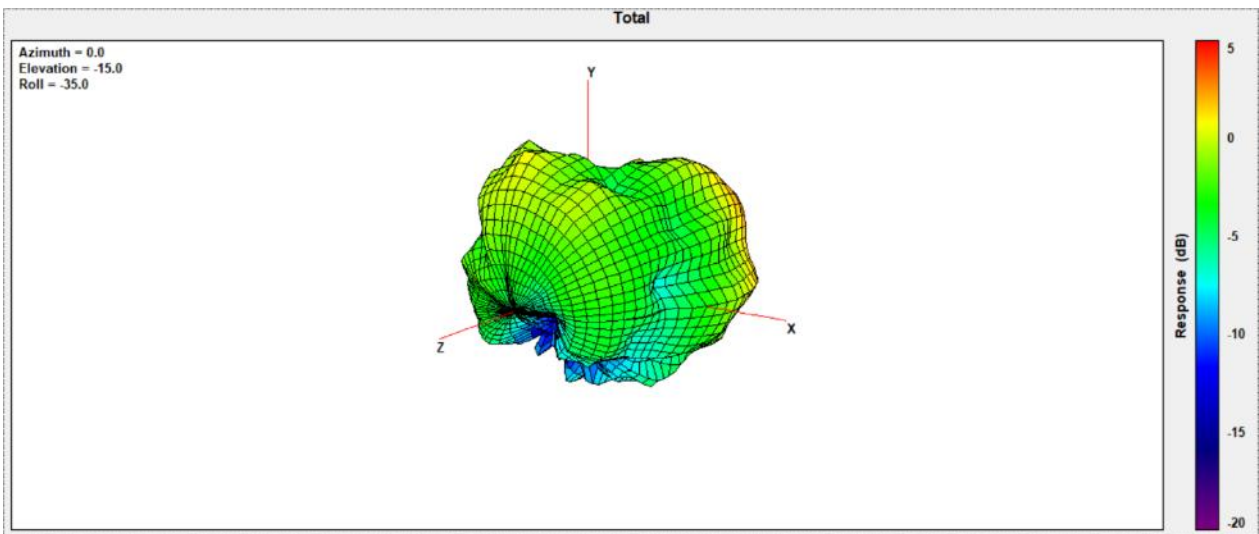 Total
Azimuth = 0.0
Elevation = -15.0
Roll = -35.0
Y
X
Z
5
0
-5
-10
-15
-20
Response (dB)